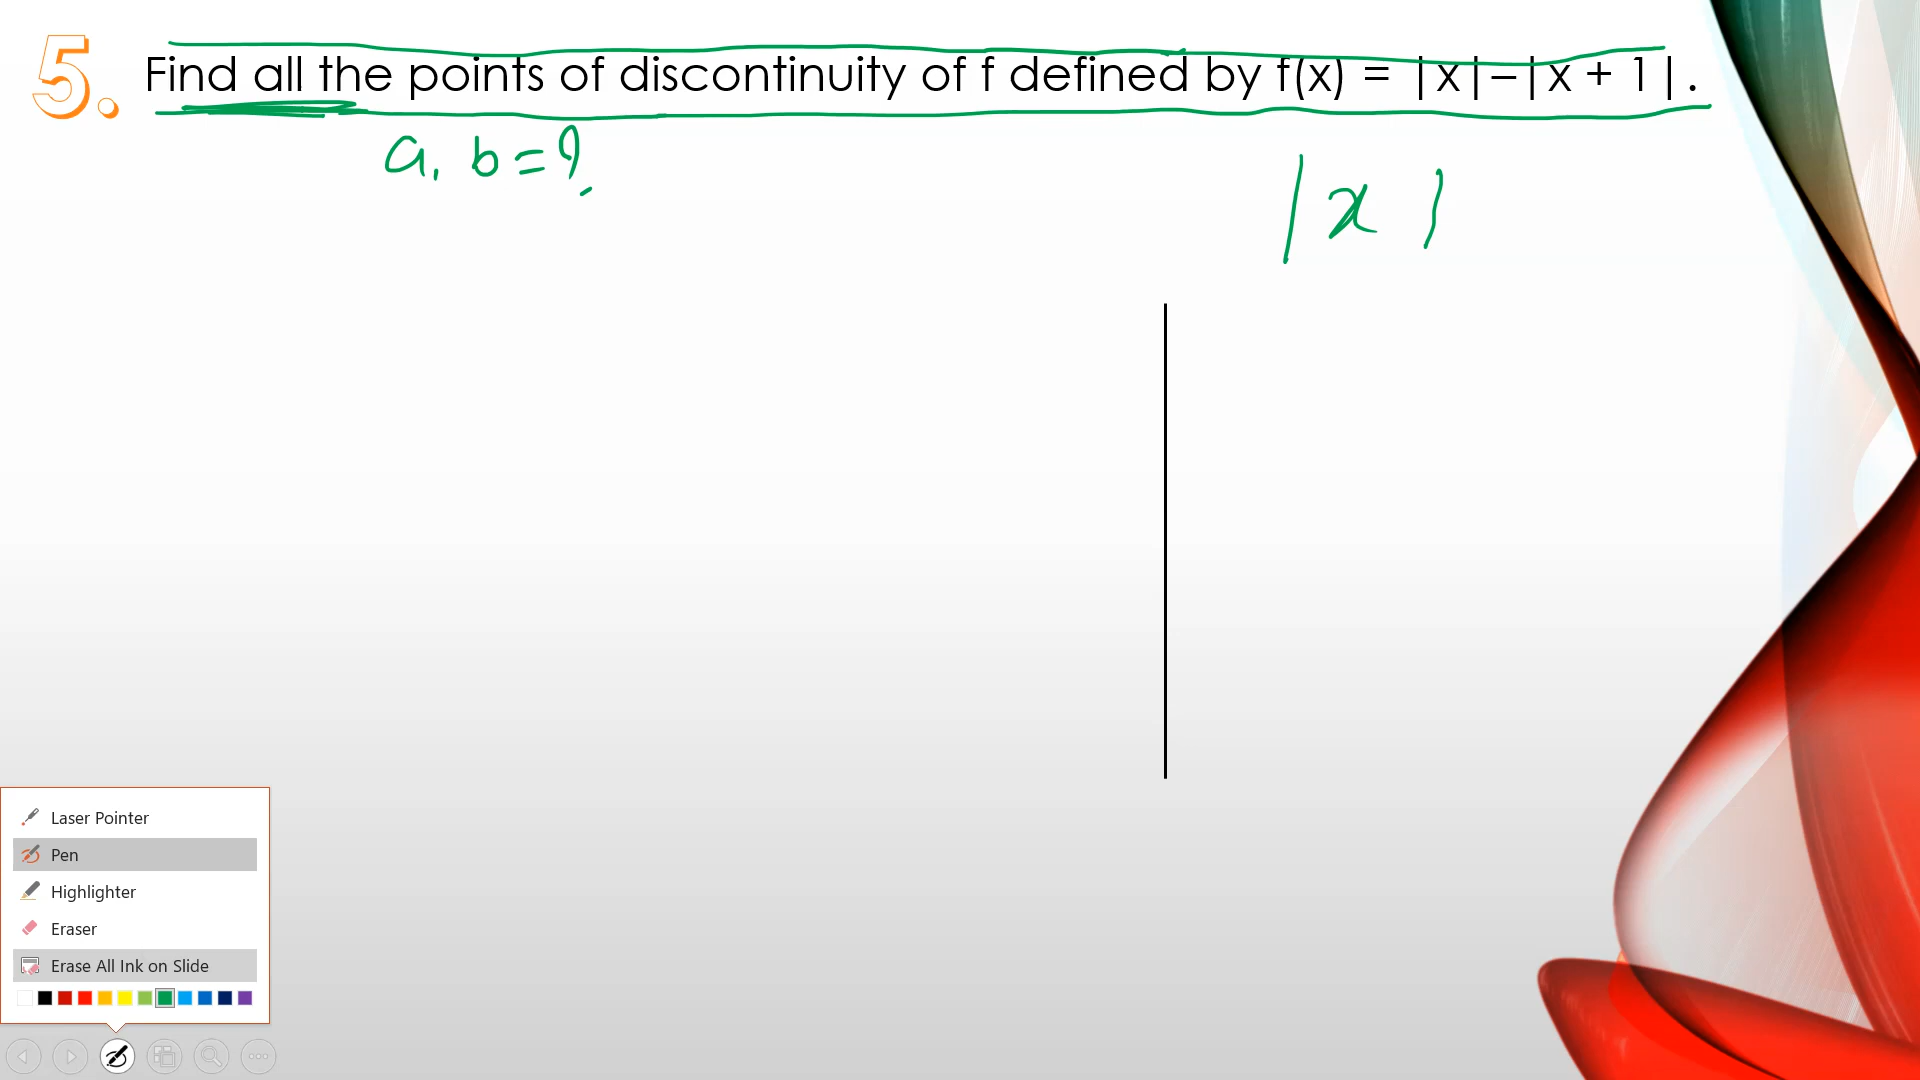 5. Find all the points of discontinuity of f defined by f(x) = |x|–|x + 1|.
a, b = ?
|x|
Laser Pointer
Pen
Highlighter
Eraser
Erase All Ink on Slide